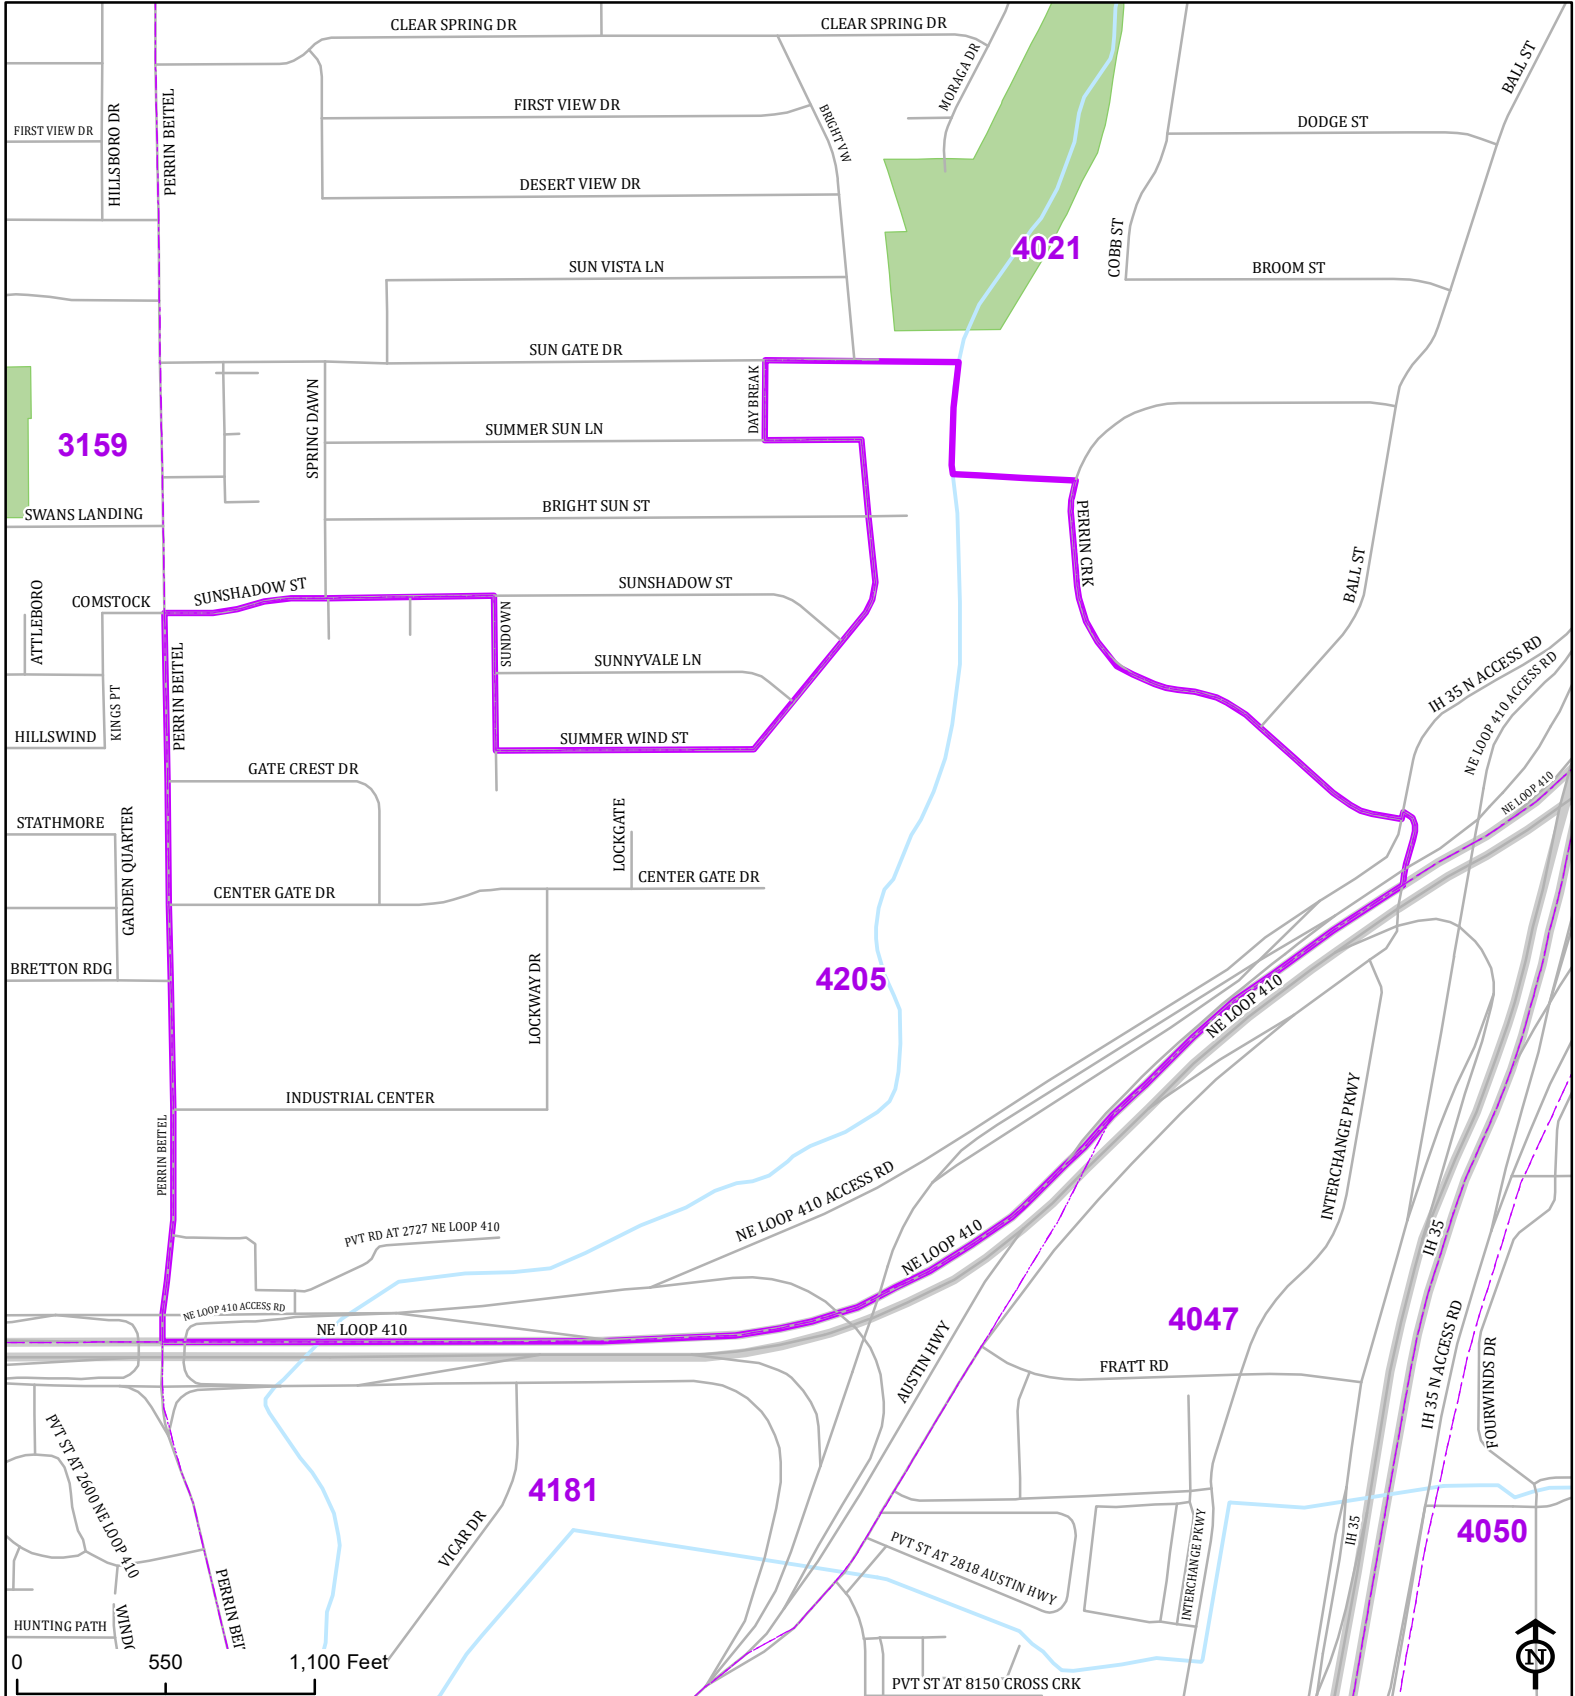 CLEAR SPRING DR
CLEAR SPRING DR
MORAGA DR
BALL ST
HILLSBORO DR
PERRIN BEITEL
FIRST VIEW DR
FIRST VIEW DR
BRIGHT VW
DODGE ST
DESERT VIEW DR
4021
COBB ST
SUN VISTA LN
BROOM ST
SUN GATE DR
DAY BREAK
SPRING DAWN
3159
SUMMER SUN LN
SWANS LANDING
BRIGHT SUN ST
PERRIN CRK
BALL ST
SUNSHADOW ST
SUNSHADOW ST
COMSTOCK
ATTLEBORO
SUNDOWN
KINGS PT
PERRIN BEITEL
SUNNYVALE LN
IH 35 N ACCESS RD
NE LOOP 410 ACCESS RD
HILLSWIND
SUMMER WIND ST
GATE CREST DR
NE LOOP 410
STATHMORE
GARDEN QUARTER
LOCKGATE
CENTER GATE DR
CENTER GATE DR
BRETTON RDG
LOCKWAY DR
4205
NE LOOP 410
INDUSTRIAL CENTER
INTERCHANGE PKWY
PERRIN BEITEL
NE LOOP 410 ACCESS RD
PVT RD AT 2727 NE LOOP 410
NE LOOP 410
IH 35
NE LOOP 410 ACCESS RD
NE LOOP 410
4047
AUSTIN HWY
FRATT RD
IH 35 N ACCESS RD
FOURWINDS DR
PVT ST AT 2600 NE LOOP 410
4181
VICAR DR
PVT ST AT 2818 AUSTIN HWY
INTERCHANGE PKWY
IH 35
4050
PERRIN BEI
HUNTING PATH
WINDO
0 550 1,100 Feet
PVT ST AT 8150 CROSS CRK
N